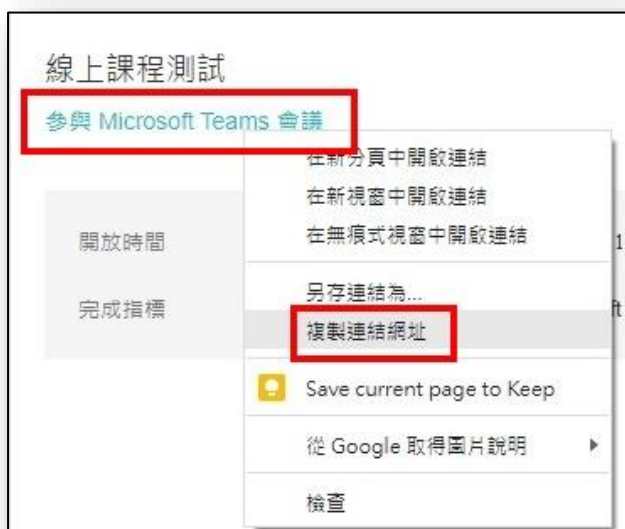 線上課程測試
參與 Microsoft Teams 會議
在新分頁中開啟連結
在新視窗中開啟連結
開放時間
在無痕式視窗中開啟連結
1
另存連結為...
完成指標
ft
複製連結網址
Save current page to Keep
從 Google 取得圖片說明
檢查